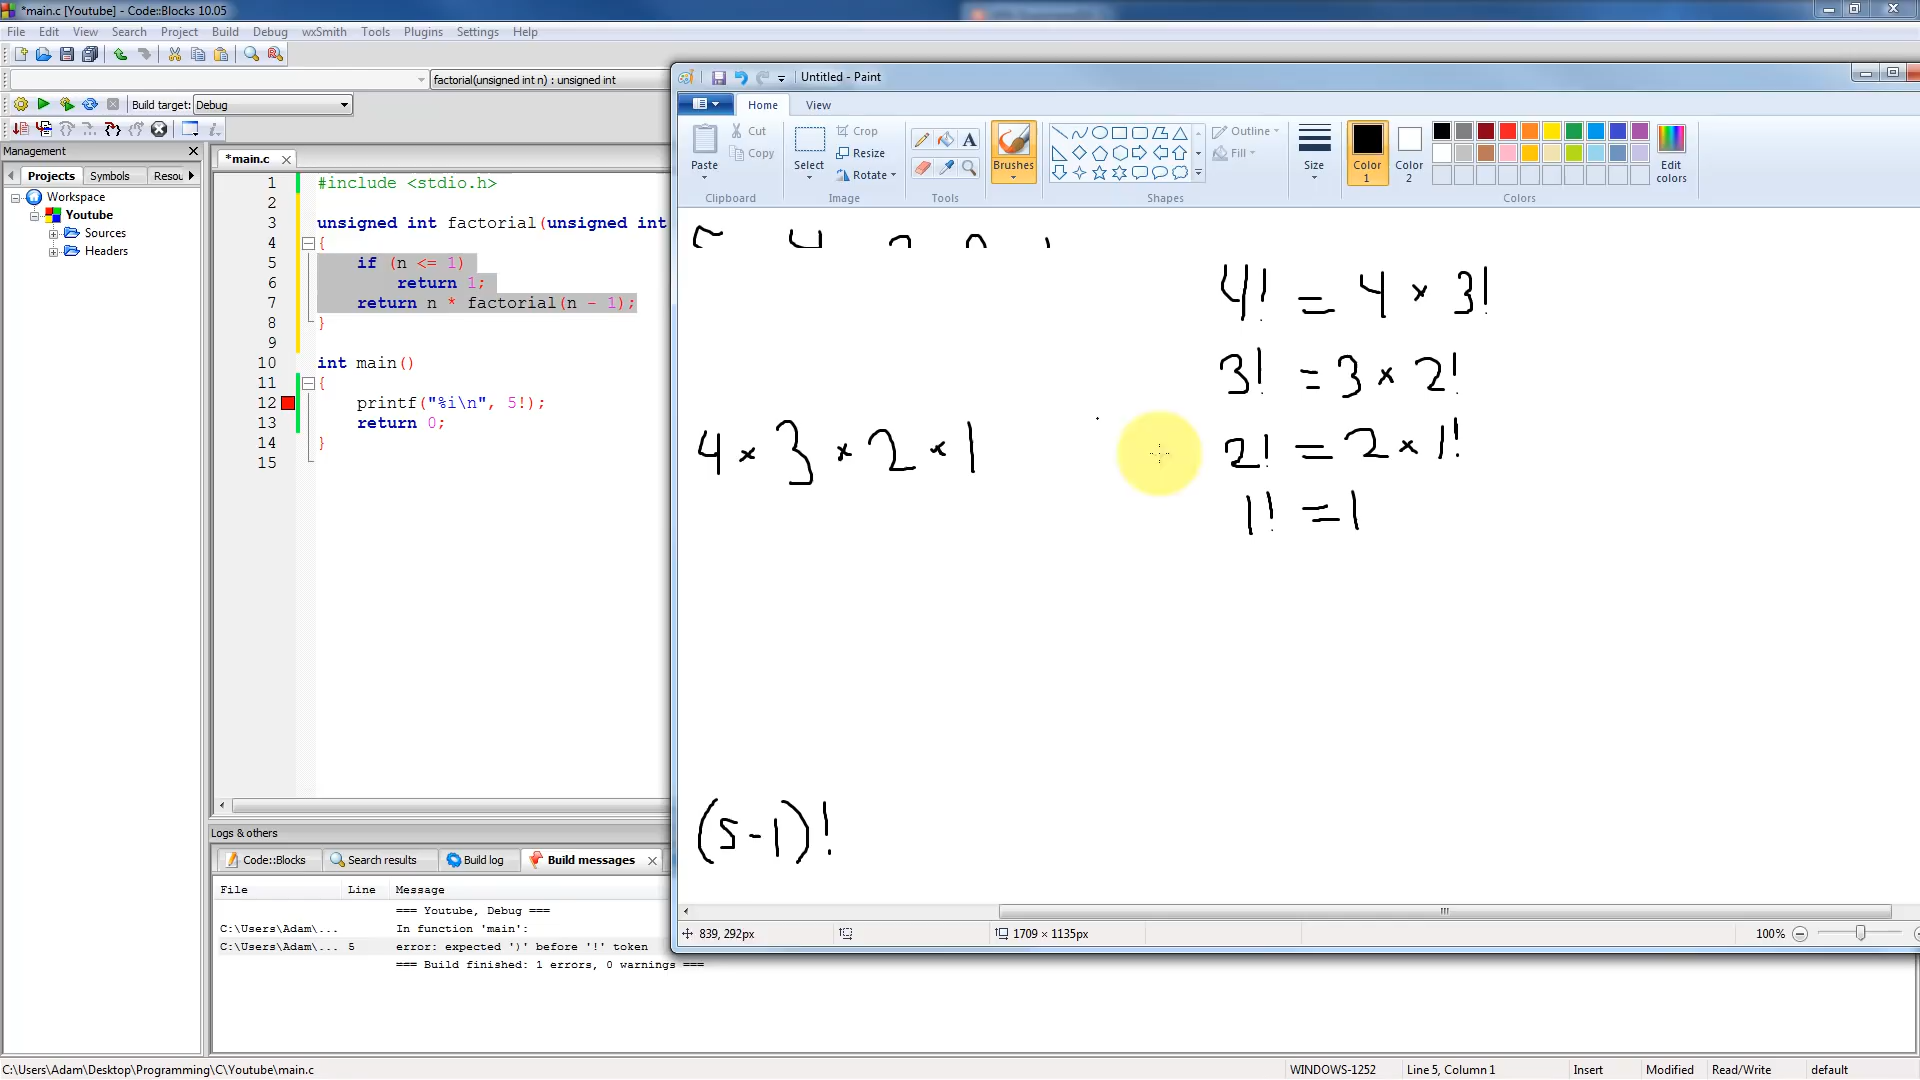 *main.c [Youtube] - Code::Blocks 10.05
File Edit View Search Project Build Debug wxSmith Tools Plugins Settings Help
factorial(unsigned int n) : unsigned int
Build target: Debug
Management
Projects Symbols Resou
Workspace
Youtube
Sources
Headers
*main.c
1 #include <stdio.h>
2
3 unsigned int factorial(unsigned int
4 {
5 if (n <= 1)
6 return 1;
7 return n * factorial(n - 1);
8 }
9
10 int main()
11 {
12 printf("%i\n", 5!);
13 return 0;
14 }
15
Logs & others
Code::Blocks Search results Build log Build messages
File Line Message
=== Youtube, Debug ===
C:\Users\Adam\... In function 'main':
C:\Users\Adam\... 5 error: expected ')' before '!' token
=== Build finished: 1 errors, 0 warnings ===
Untitled - Paint
Home View
Paste Cut Copy
Clipboard
Select Crop Resize Rotate
Image
Tools
Brushes
Shapes
Outline Fill
Size
Color 1
Color 2
Edit colors
Colors
4! = 4 × 3!
3! = 3 × 2!
4 × 3 × 2 × 1
2! = 2 × 1!
1! = 1
(5-1)!
839, 292px
1709 × 1135px
100%
C:\Users\Adam\Desktop\Programming\C\Youtube\main.c
WINDOWS-1252 Line 5, Column 1 Insert Modified Read/Write default